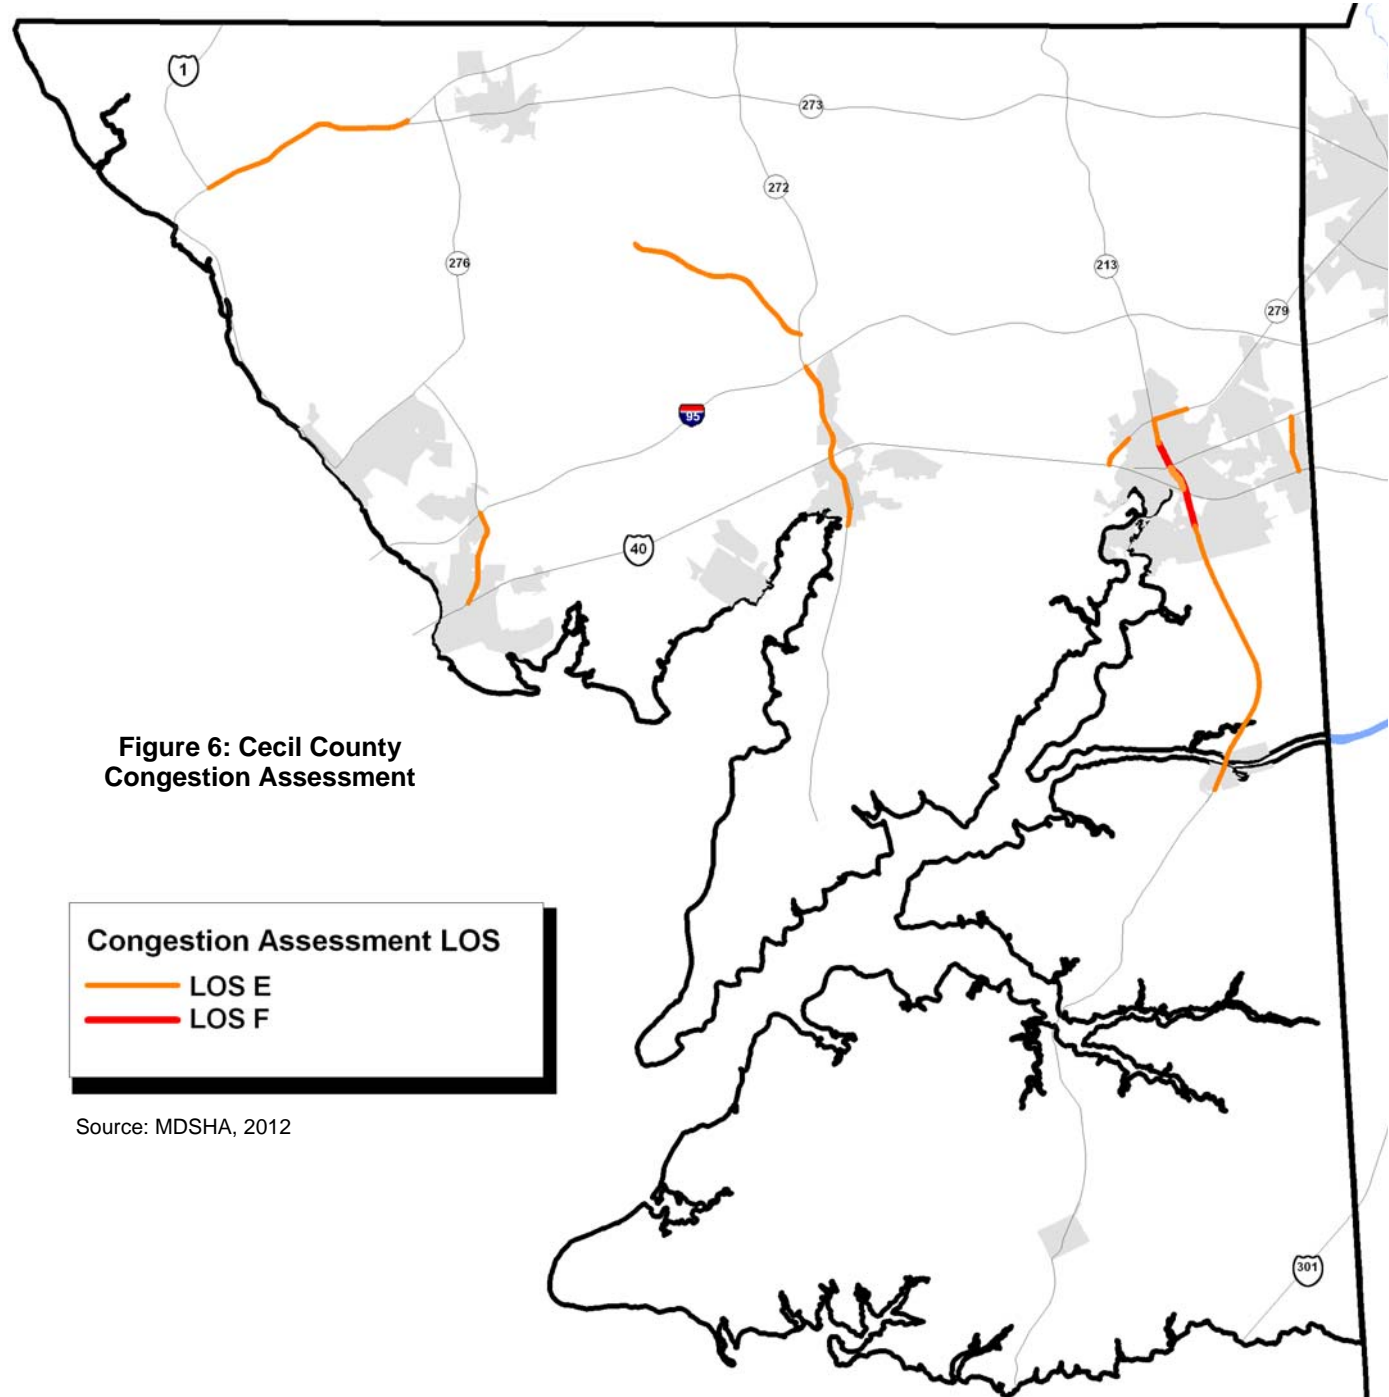 1
273
272
276
213
279
95
40
Figure 6: Cecil County
Congestion Assessment
Congestion Assessment LOS
LOS E
LOS F
Source: MDSHA, 2012
301